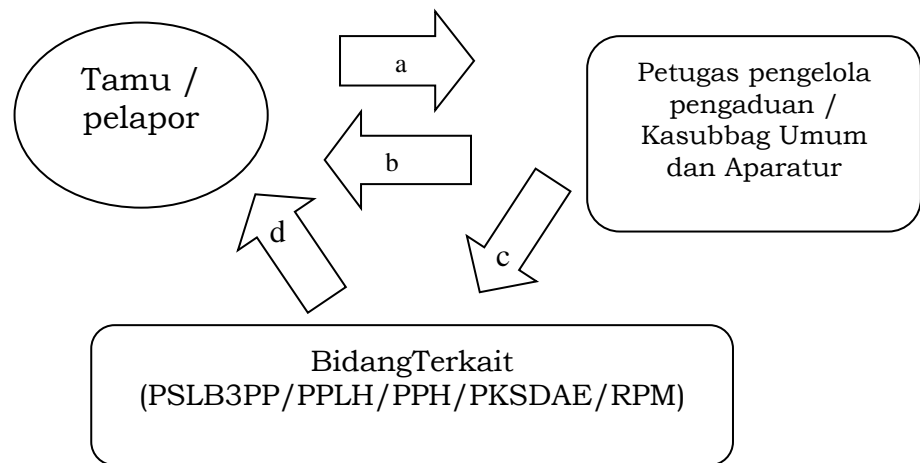 Tamu /
pelapor
a
b
Petugas pengelola
pengaduan /
Kasubbag Umum
dan Aparatur
c
d
BidangTerkait
(PSLB3PP/PPLH/PPH/PKSDAE/RPM)